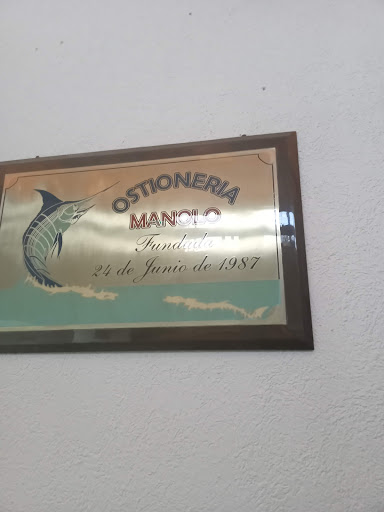 OSTIONERIA
MANOLO
Fundada
24 de Junio de 1987